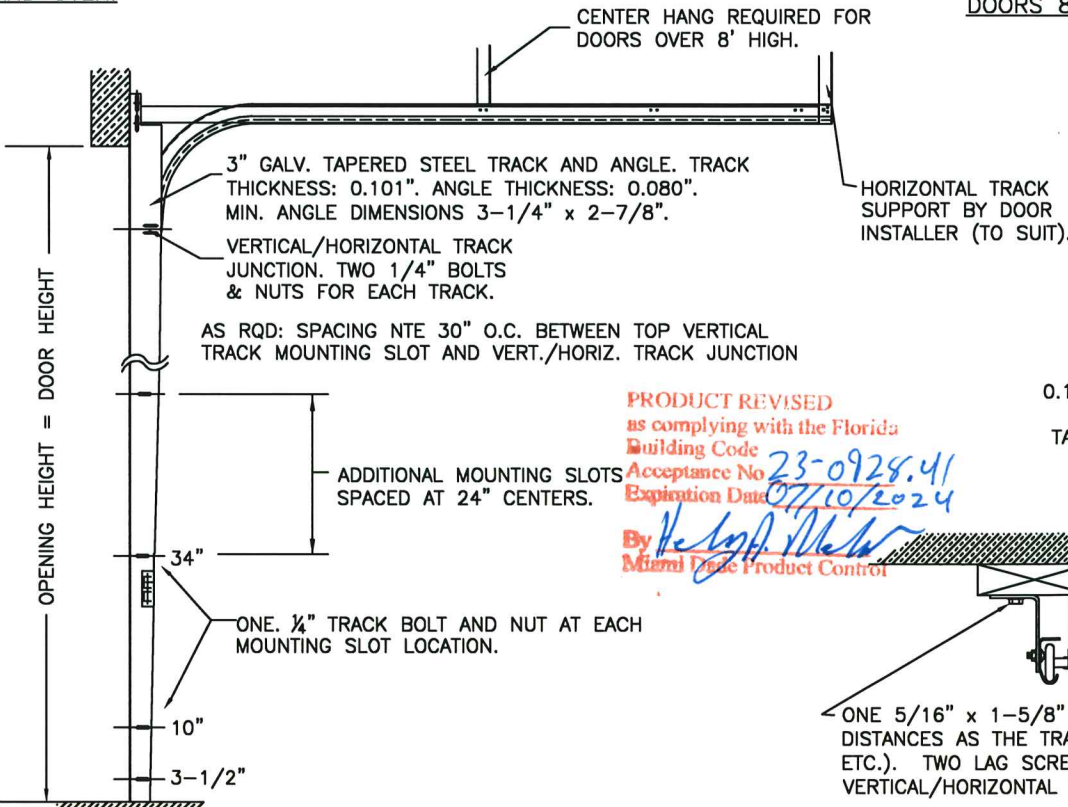 DOORS 8
CENTER HANG REQUIRED FOR
DOORS OVER 8' HIGH.
3" GALV. TAPERED STEEL TRACK AND ANGLE. TRACK
THICKNESS: 0.101". ANGLE THICKNESS: 0.080".
MIN. ANGLE DIMENSIONS 3-1/4" x 2-7/8".
HORIZONTAL TRACK
SUPPORT BY DOOR
INSTALLER (TO SUIT).
VERTICAL/HORIZONTAL TRACK
JUNCTION. TWO 1/4" BOLTS
& NUTS FOR EACH TRACK.
OPENING HEIGHT = DOOR HEIGHT
AS RQD: SPACING NTE 30" O.C. BETWEEN TOP VERTICAL
TRACK MOUNTING SLOT AND VERT./HORIZ. TRACK JUNCTION
0.1
TA
PRODUCT REVISED
as complying with the Florida
Building Code
Acceptance No 23-0928.41
Expiration Date 07/10/2024
By
Miami Dade Product Control
ADDITIONAL MOUNTING SLOTS
SPACED AT 24" CENTERS.
34"
ONE. 1/4" TRACK BOLT AND NUT AT EACH
MOUNTING SLOT LOCATION.
10"
3-1/2"
ONE 5/16" x 1-5/8"
DISTANCES AS THE TRA
ETC.). TWO LAG SCRE
VERTICAL/HORIZONTAL